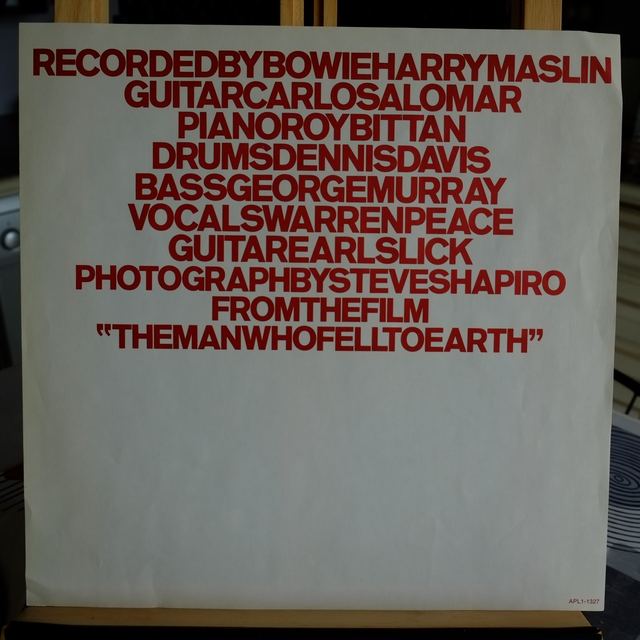 RECORDEDBYBOWIEHARRYMASLIN
GUITARCARLOSALOMAR
PIANOROYBITTAN
DRUMSDENNISDAVIS
BASSGEORGEMURRAY
VOCALSWARRENPEACE
GUITAREARLSLICK
PHOTOGRAPHBYSTEVESHAPIRO
FROMTHEFILM
“THEMANWHOFELLTOEARTH”
APL1-1327